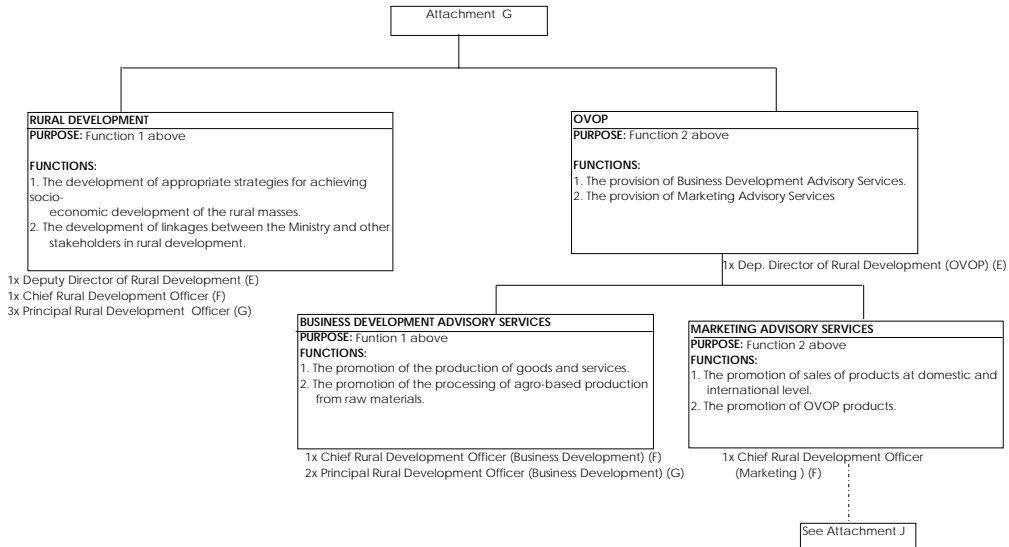 Attachment G
RURAL DEVELOPMENT
PURPOSE: Function 1 above
FUNCTIONS:
1. The development of appropriate strategies for achieving
socio-
economic development of the rural masses.
2. The development of linkages between the Ministry and other
stakeholders in rural development.
1x Deputy Director of Rural Development (E)
1x Chief Rural Development Officer (F)
3x Principal Rural Development Officer (G)
OVOP
PURPOSE: Function 2 above
FUNCTIONS:
1. The provision of Business Development Advisory Services.
2. The provision of Marketing Advisory Services
1x Dep. Director of Rural Development (OVOP) (E)
BUSINESS DEVELOPMENT ADVISORY SERVICES
PURPOSE: Funtion 1 above
FUNCTIONS:
1. The promotion of the production of goods and services.
2. The promotion of the processing of agro-based production
from raw materials.
1x Chief Rural Development Officer (Business Development) (F)
2x Principal Rural Development Officer (Business Development) (G)
MARKETING ADVISORY SERVICES
PURPOSE: Function 2 above
FUNCTIONS:
1. The promotion of sales of products at domestic and
international level.
2. The promotion of OVOP products.
1x Chief Rural Development Officer
(Marketing ) (F)
See Attachment J